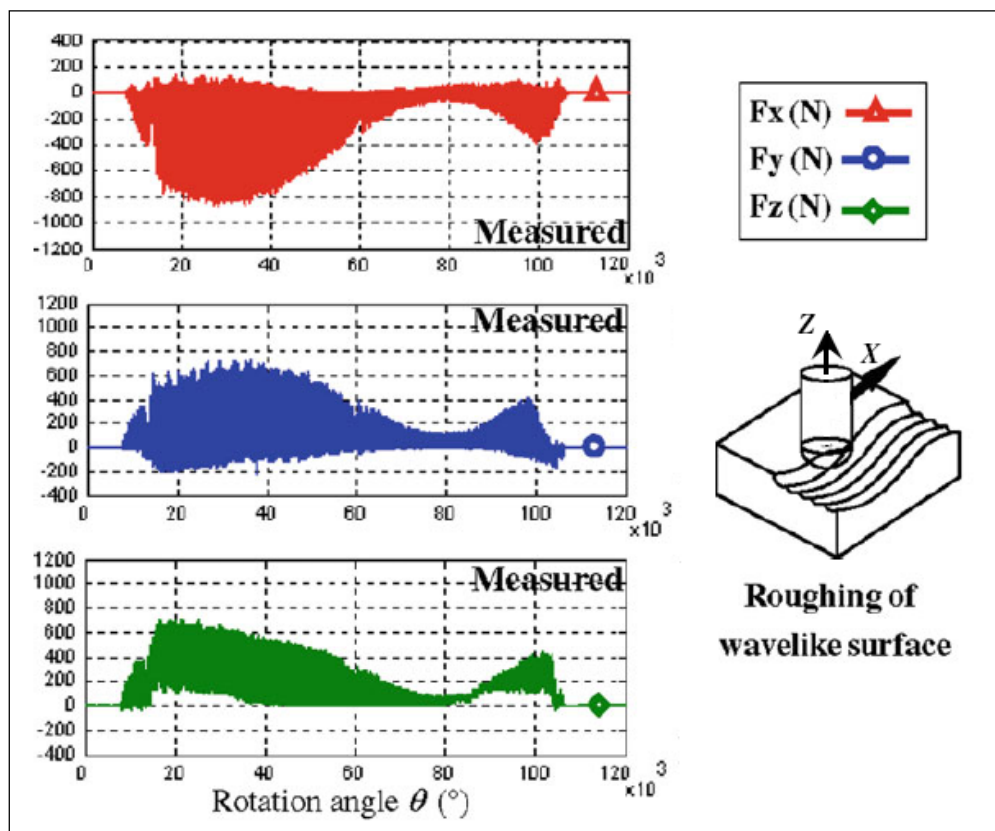 400
200
0
-200
-400
-600
-800
-1000
-1200
Measured
0 20 40 60 80 100 120
×10 3
1200
1000
800
600
400
200
0
-200
-400
Measured
0 20 40 60 80 100 120
×10 3
1200
1000
800
600
400
200
0
-200
-400
Measured
0 20 40 60 80 100 120
×10 3
Rotation angle θ (°)
Fx (N)
Fy (N)
Fz (N)
Z
X
Roughing of
wavelike surface